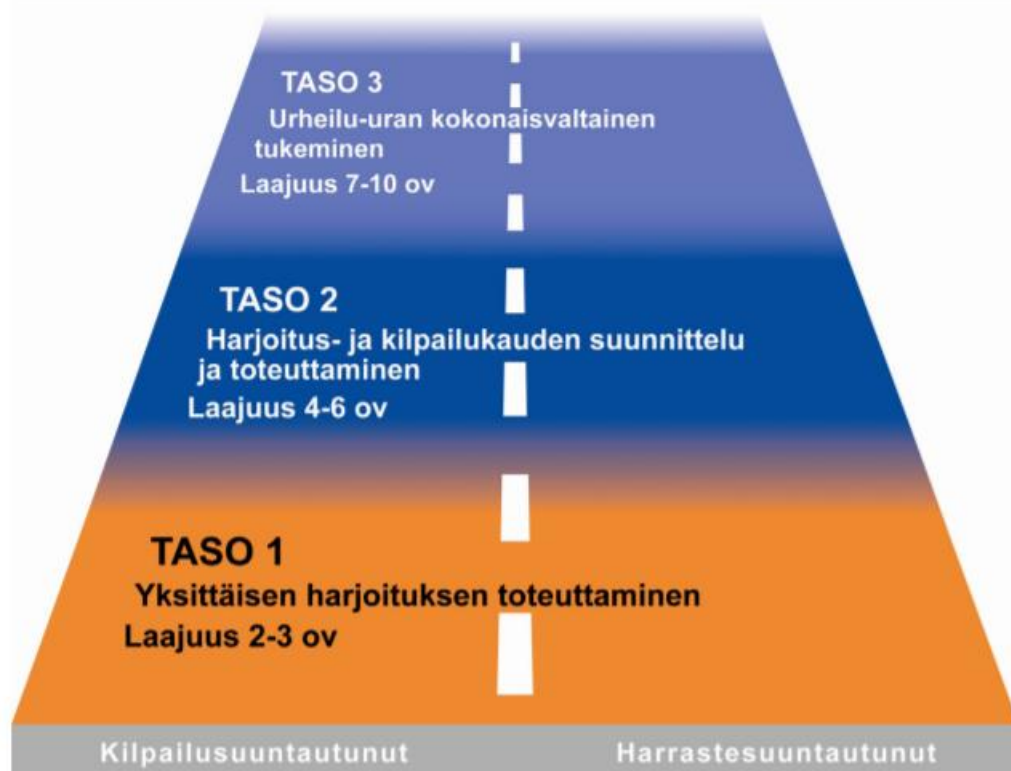 TASO 3
Urheilu-uran kokonaisvaltainen
tukeminen
Laajuus 7-10 ov
TASO 2
Harjoitus- ja kilpailukauden suunnittelu
ja toteuttaminen
Laajuus 4-6 ov
TASO 1
Yksittäisen harjoituksen toteuttaminen
Laajuus 2-3 ov
Kilpailusuuntautunut Harrastesuuntautunut